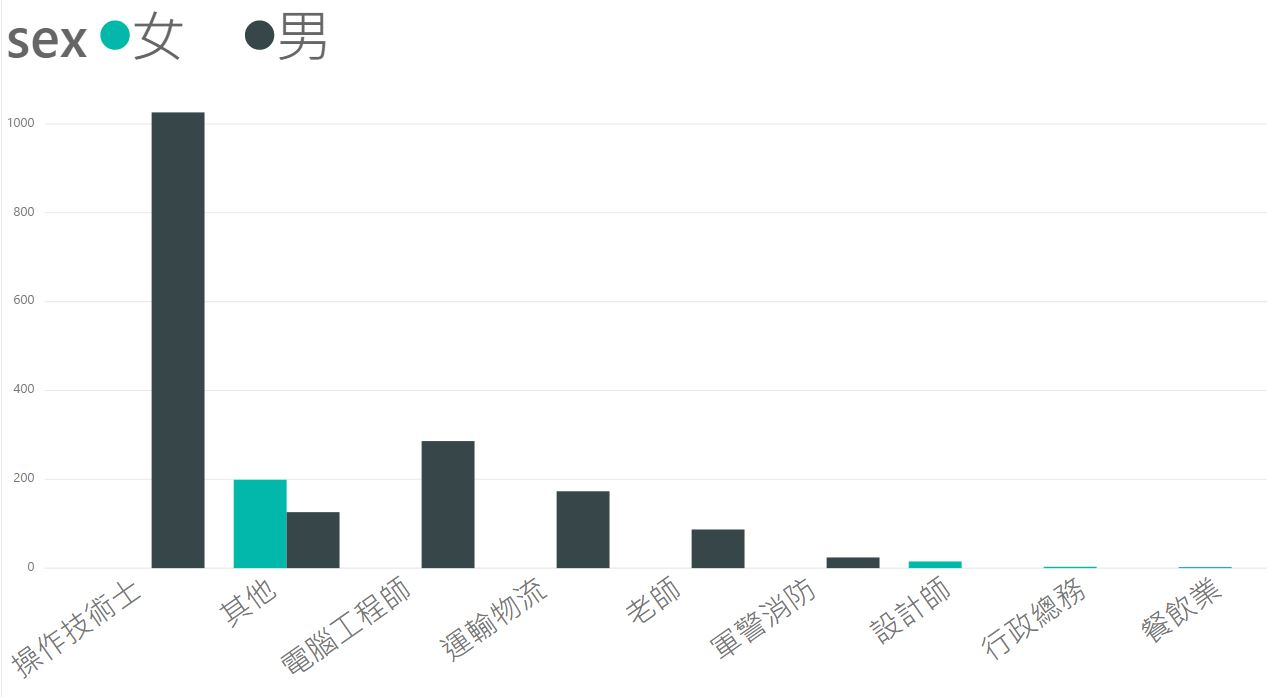 sex 女 男
1000
800
600
400
200
0
操作技術士
其他
電腦工程師
運輸物流
老師
軍警消防
設計師
行政總務
餐飲業